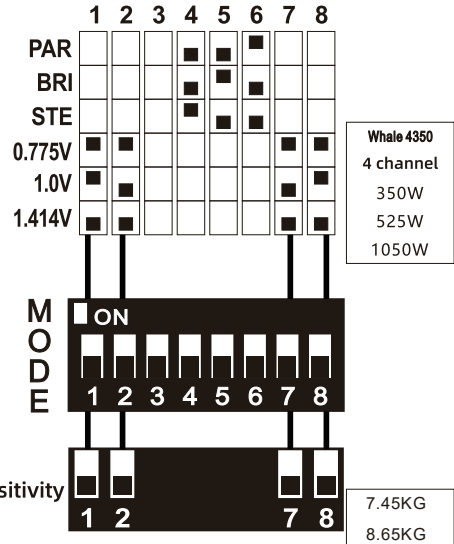 1 2 3 4 5 6 7 8
PAR
BRI
STE
0.775V
1.0V
1.414V
Whale 4350
4 channel
350W
525W
1050W
MODE
ON
1 2 3 4 5 6 7 8
sitivity
1 2 7 8
7.45KG
8.65KG